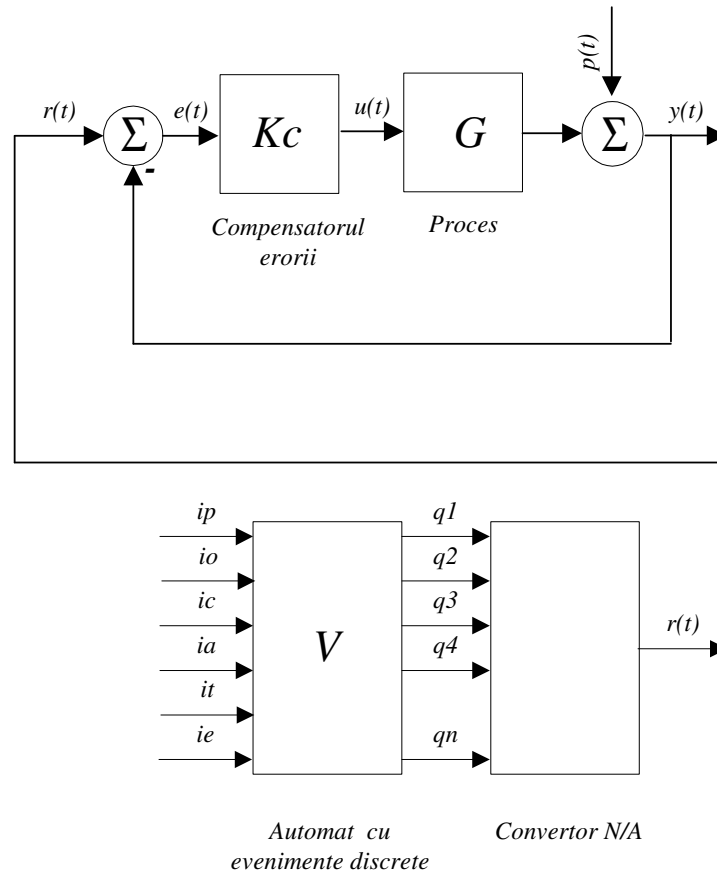 p(t)
r(t)
e(t)
u(t)
y(t)
Σ
Kc
G
Σ
-
Compensatorul
erorii
Proces
ip
q1
io
q2
ic
q3
r(t)
ia
V
q4
it
ie
qn
Automat cu
evenimente discrete
Convertor N/A